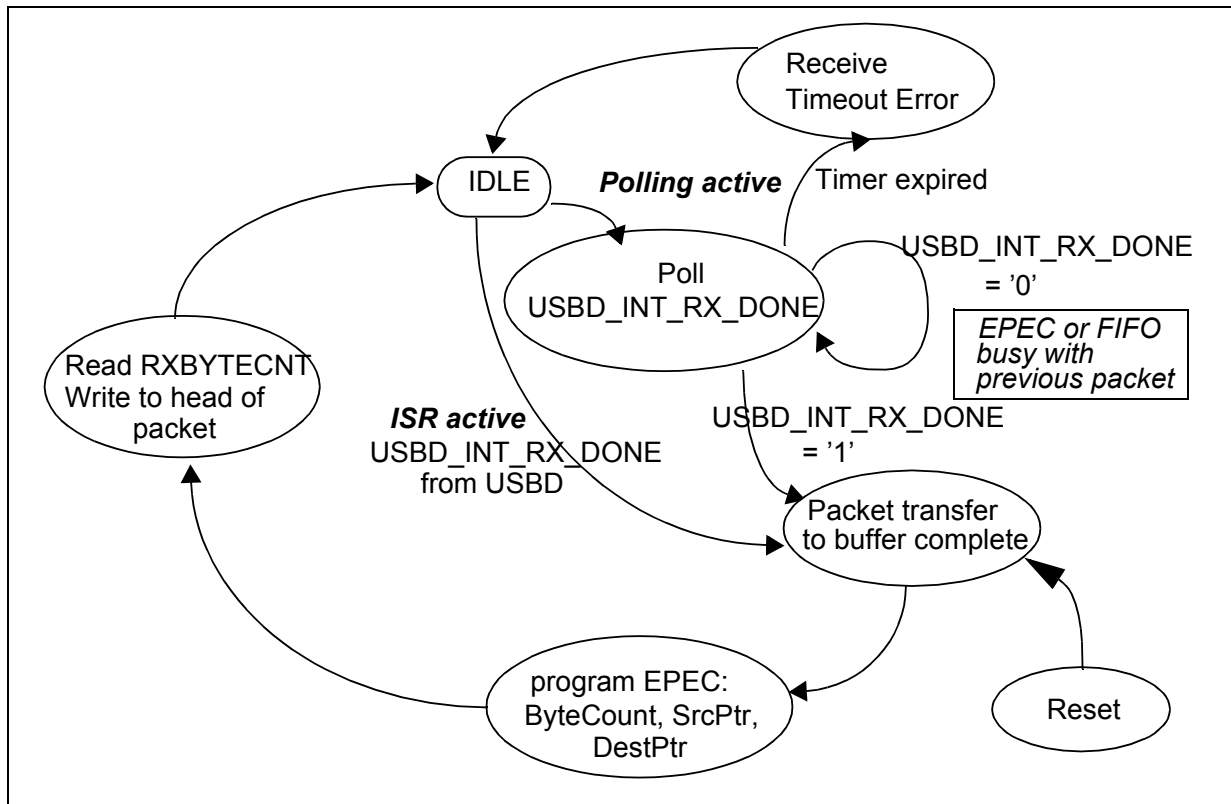 Receive
Timeout Error
IDLE
Polling active
Timer expired
USBD_INT_RX_DONE
= '0’
Poll
USBD_INT_RX_DONE
EPEC or FIFO
busy with
previous packet
Read RXBYTECNT
Write to head of
packet
ISR active
USBD_INT_RX_DONE
from USBD
USBD_INT_RX_DONE
= '1’
Packet transfer
to buffer complete
program EPEC:
ByteCount, SrcPtr,
DestPtr
Reset